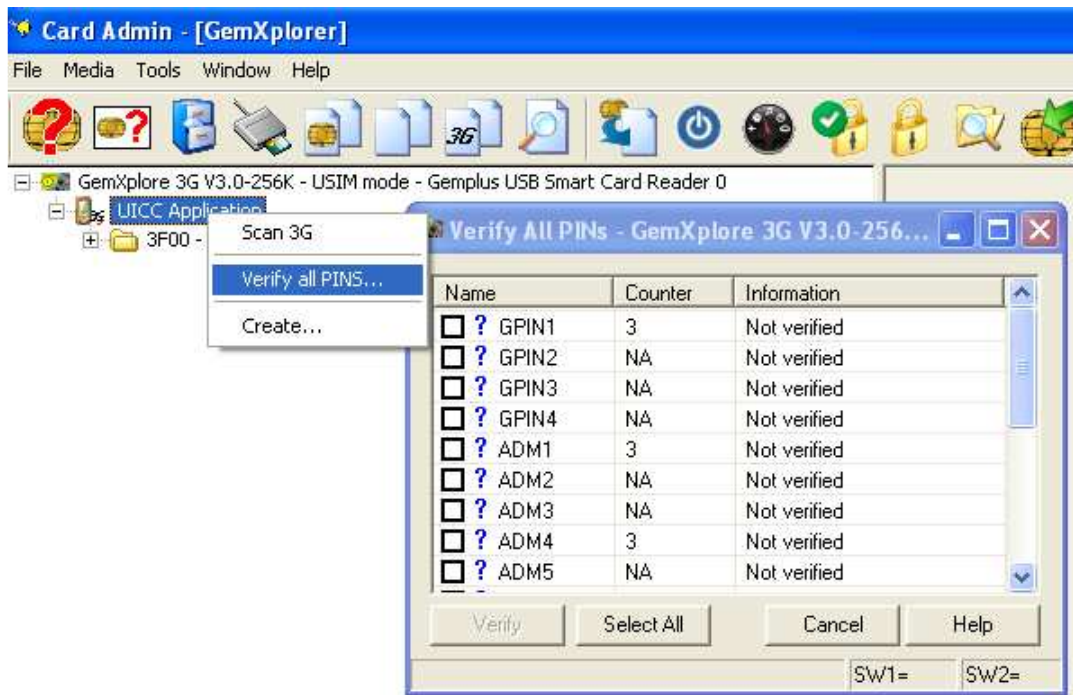 Card Admin - [GemXplorer]
File Media Tools Window Help
3G
GemXplore 3G V3.0-256K - USIM mode - Gemplus USB Smart Card Reader 0
UICC Application
3F00 -
Scan 3G
Verify all PINS...
Create...
Verify All PINs - GemXplore 3G V3.0-256...
Name Counter Information
? GPIN1 3 Not verified
? GPIN2 NA Not verified
? GPIN3 NA Not verified
? GPIN4 NA Not verified
? ADM1 3 Not verified
? ADM2 NA Not verified
? ADM3 NA Not verified
? ADM4 3 Not verified
? ADM5 NA Not verified
Verify Select All Cancel Help
SW1= SW2=